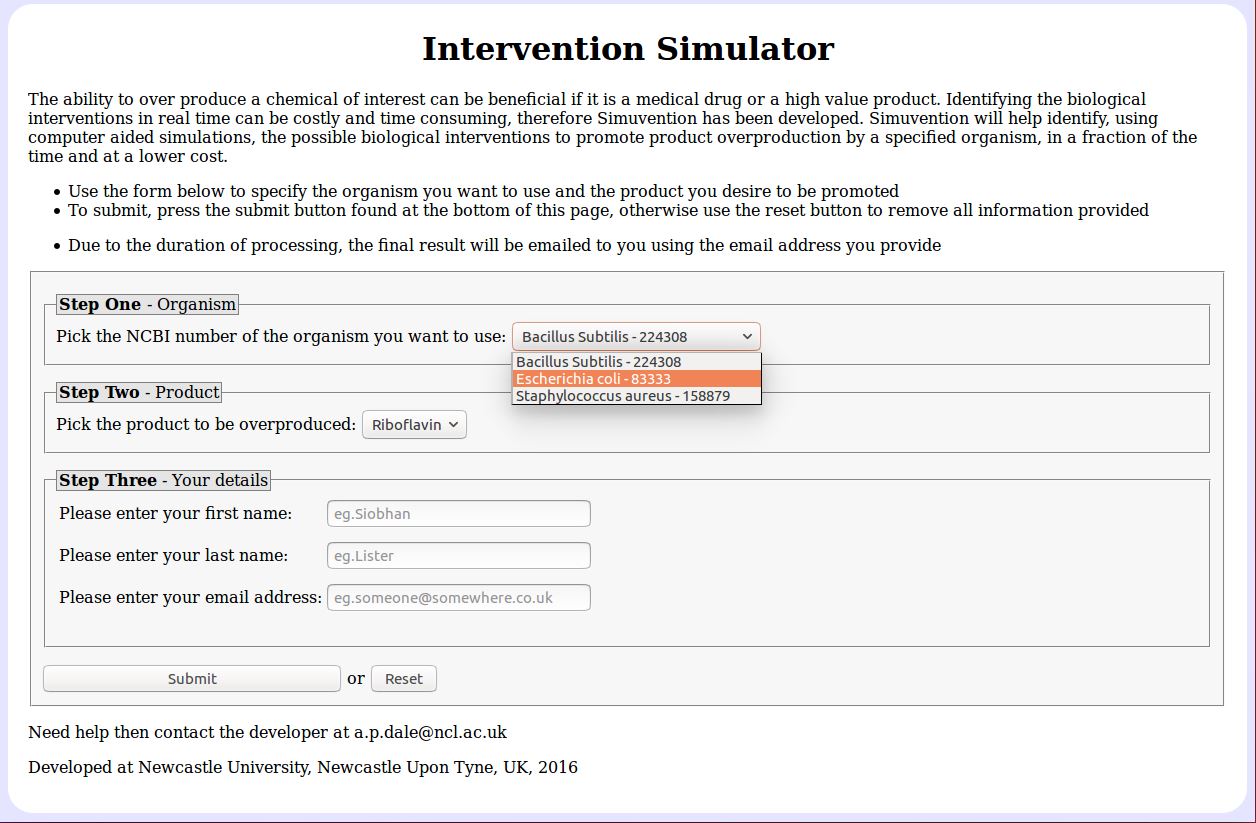 Intervention Simulator
The ability to over produce a chemical of interest can be beneficial if it is a medical drug or a high value product. Identifying the biological
interventions in real time can be costly and time consuming, therefore Simuvention has been developed. Simuvention will help identify, using
computer aided simulations, the possible biological interventions to promote product overproduction by a specified organism, in a fraction of the
time and at a lower cost.
• Use the form below to specify the organism you want to use and the product you desire to be promoted
• To submit, press the submit button found at the bottom of this page, otherwise use the reset button to remove all information provided
• Due to the duration of processing, the final result will be emailed to you using the email address you provide
Step One - Organism
Pick the NCBI number of the organism you want to use: Bacillus Subtilis - 224308
Bacillus Subtilis - 224308
Escherichia coli - 83333
Staphylococcus aureus - 158879
Step Two - Product
Pick the product to be overproduced: Riboflavin
Step Three - Your details
Please enter your first name: eg.Siobhan
Please enter your last name: eg.Lister
Please enter your email address: eg.someone@somewhere.co.uk
Submit or Reset
Need help then contact the developer at a.p.dale@ncl.ac.uk
Developed at Newcastle University, Newcastle Upon Tyne, UK, 2016